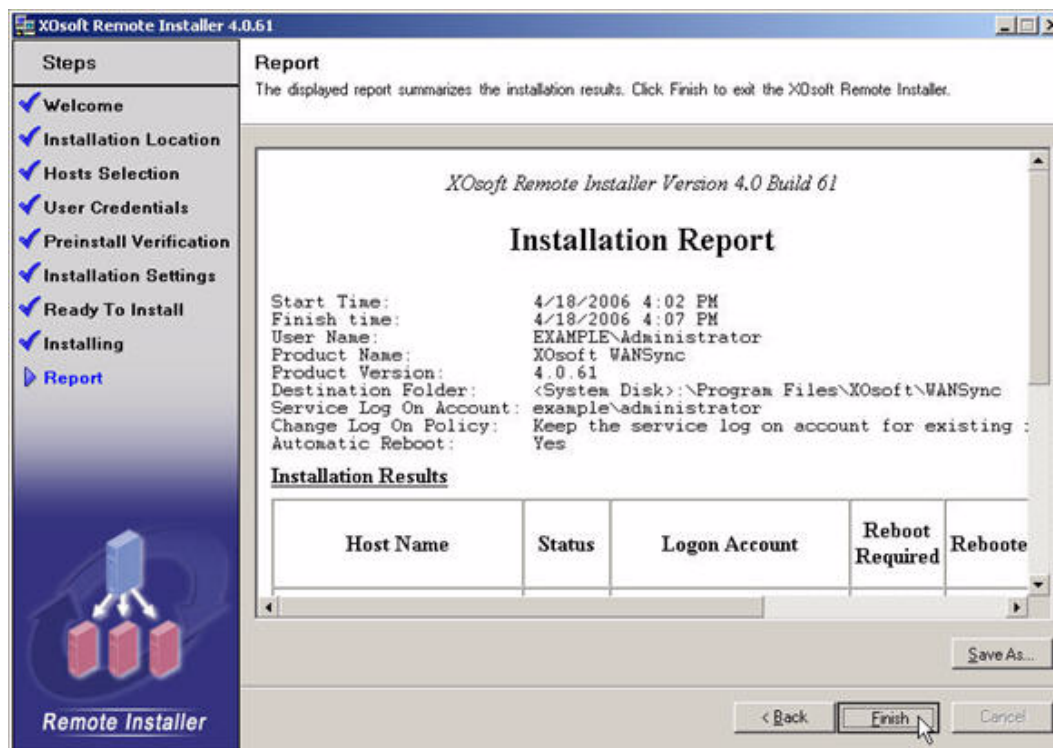 XOsoft Remote Installer 4.0.61
Steps
Welcome
Installation Location
Hosts Selection
User Credentials
Preinstall Verification
Installation Settings
Ready To Install
Installing
Report
Remote Installer
Report
The displayed report summarizes the installation results. Click Finish to exit the XOsoft Remote Installer.
XOsoft Remote Installer Version 4.0 Build 61
Installation Report
Start Time: 4/18/2006 4:02 PM
Finish time: 4/18/2006 4:07 PM
User Name: EXAMPLE\Administrator
Product Name: XOsoft WANSync
Product Version: 4.0.61
Destination Folder: <System Disk>:\Program Files\XOsoft\WANSync
Service Log On Account: example\administrator
Change Log On Policy: Keep the service log on account for existing
Automatic Reboot: Yes
Installation Results
Host Name Status Logon Account Reboot Required Reboote
Save As...
< Back Finish Cancel